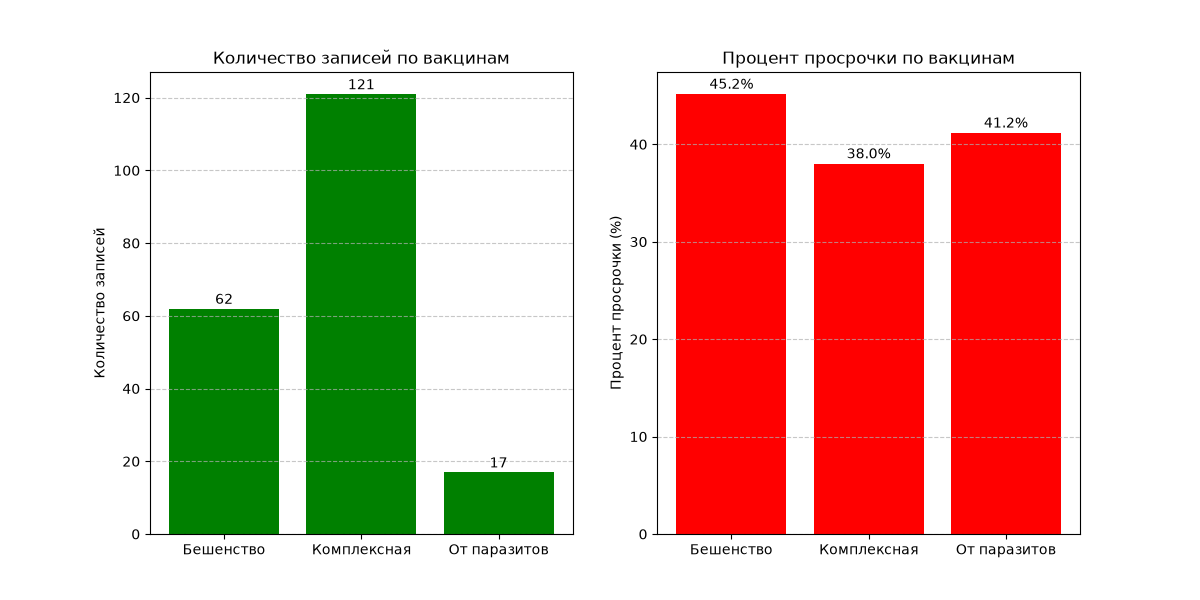 Количество записей по вакцинам
Количество записей
120
100
80
60
40
20
0
62
121
17
Бешенство
Комплексная
От паразитов
Процент просрочки по вакцинам
Процент просрочки (%)
40
30
20
10
0
45.2%
38.0%
41.2%
Бешенство
Комплексная
От паразитов